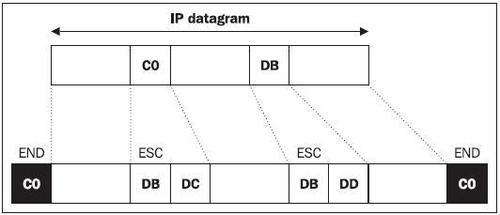 IP datagram
C0 DB
END ESC ESC END
C0 DB DC DB DD C0